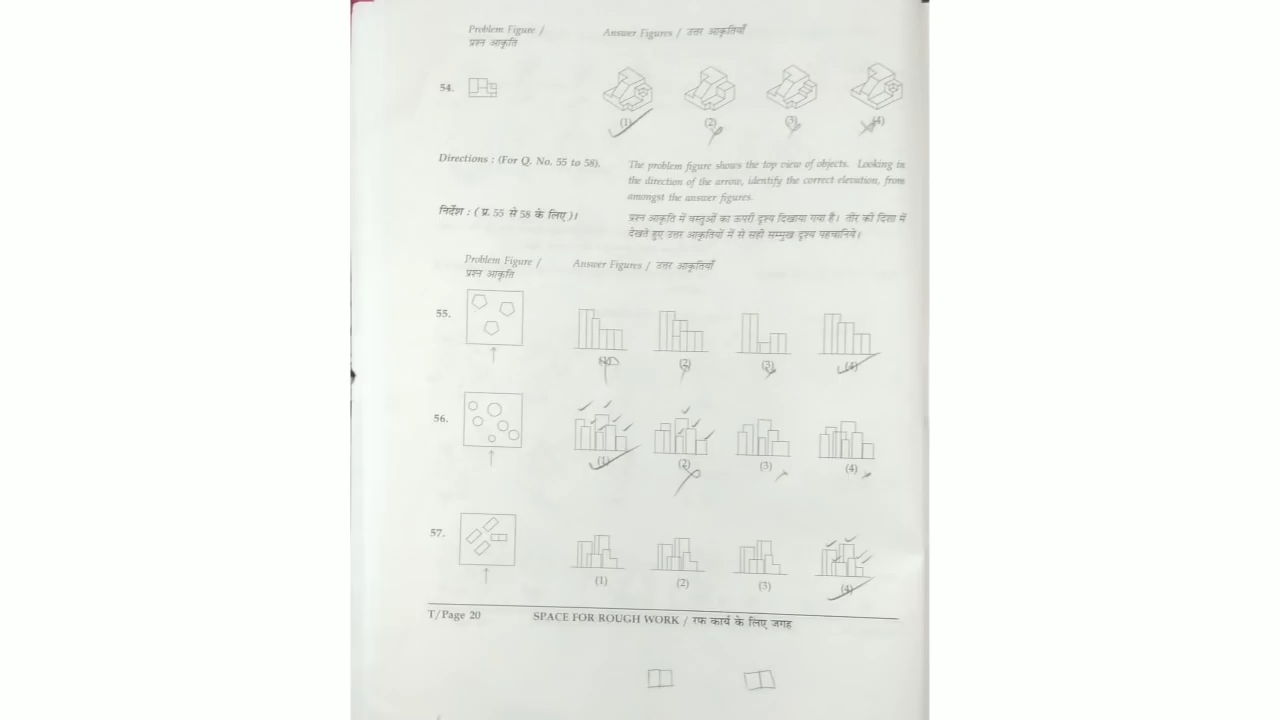 Problem Figure /
प्रश्न आकृति
Answer Figures / उत्तर आकृतियाँ
54.
(1) (2) (3) (4)
Directions : (For Q. No. 55 to 58).
The problem figure shows the top view of objects. Looking in
the direction of the arrow, identify the correct elevation, from
amongst the answer figures.
निर्देश : ( प्र. 55 से 58 के लिए )।
प्रश्न आकृति में वस्तुओं का ऊपरी दृश्य दिखाया गया है। तीर की दिशा में
देखते हुए उत्तर आकृतियों में से सही सम्मुख दृश्य पहचानिये।
Problem Figure /
प्रश्न आकृति
Answer Figures / उत्तर आकृतियाँ
55.
(1) (2) (3) (4)
56.
(1) (2) (3) (4)
57.
(1) (2) (3) (4)
T/Page 20
SPACE FOR ROUGH WORK / रफ कार्य के लिए जगह